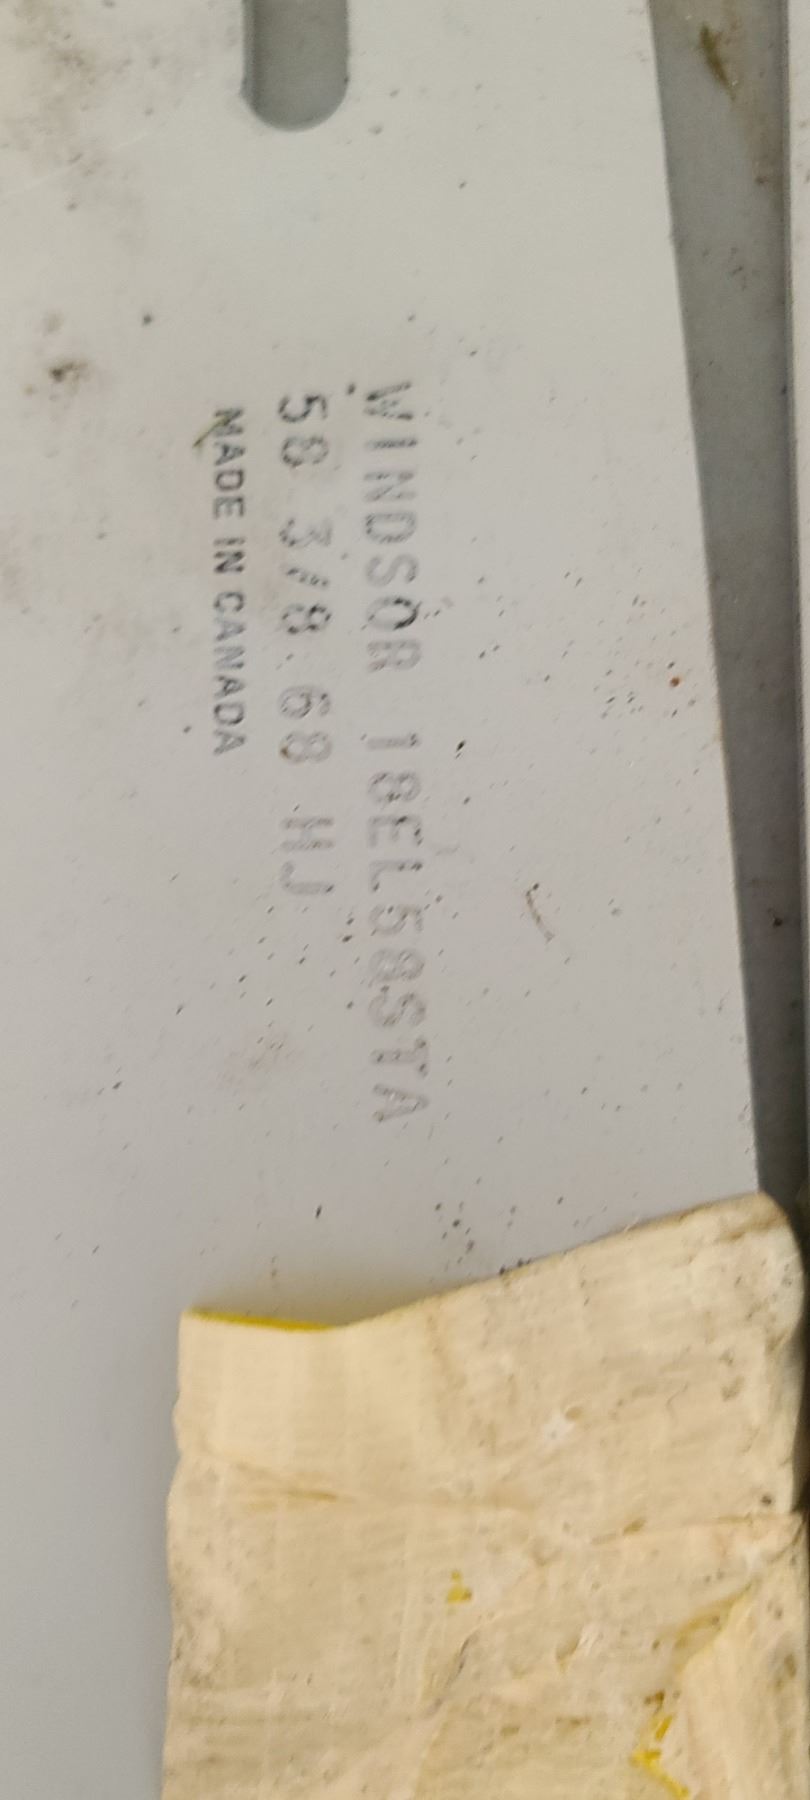 WINDSOR 18EL58STA
58 3/8 68 HJ
MADE IN CANADA